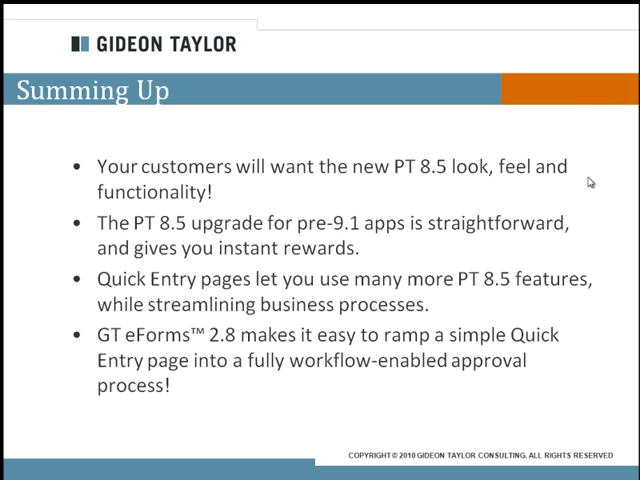 GIDEON TAYLOR
Summing Up
• Your customers will want the new PT 8.5 look, feel and
functionality!
• The PT 8.5 upgrade for pre-9.1 apps is straightforward,
and gives you instant rewards.
• Quick Entry pages let you use many more PT 8.5 features,
while streamlining business processes.
• GT eForms™ 2.8 makes it easy to ramp a simple Quick
Entry page into a fully workflow-enabled approval
process!
COPYRIGHT © 2010 GIDEON TAYLOR CONSULTING. ALL RIGHTS RESERVED